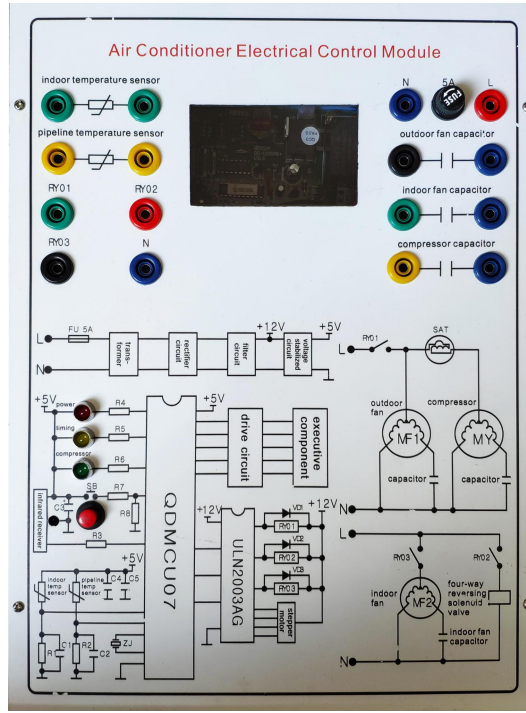 Air Conditioner Electrical Control Module
indoor temperature sensor
N
5A
L
FUSE
pipeline temperature sensor
outdoor fan capacitor
RY01
RY02
indoor fan capacitor
RY03
N
compressor capacitor
L
FU 5A
trans-
former
rectifier
circuit
filter
circuit
+12V
voltage
stabilized
circuit
+5V
N
L
RY01
SAT
outdoor
fan
compressor
MF1
MY
capacitor
capacitor
N
+5V
power
R4
timing
R5
compressor
R6
SB
R7
C3
R8
infrared receiver
R3
QDMCU07
+5V
drive circuit
executive
component
+12V
ULN2003AG
VD1
+12V
RY01
VD2
RY02
VD3
RY03
stepper
motor
+5V
indoor
temp
sensor
pipeline
temp
sensor
C4
C5
R1
C1
R2
C2
ZJ
L
RY03
RY02
indoor
fan
MF2
four-way
reversing
solenoid
valve
indoor fan
capacitor
N